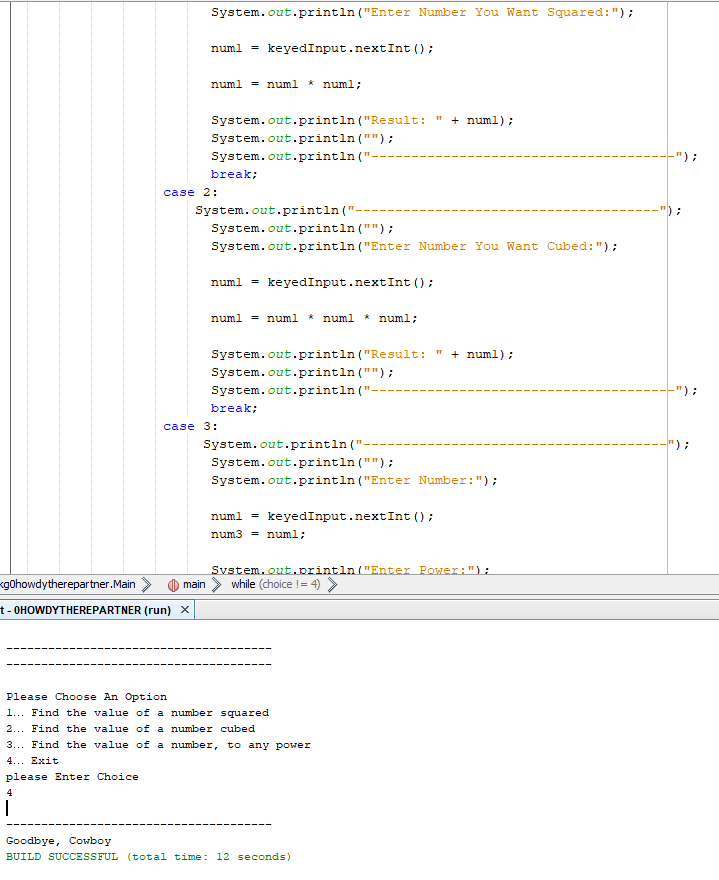 System.out.println("Enter Number You Want Squared:");
num1 = keyedInput.nextInt();
num1 = num1 * num1;
System.out.println("Result: " + num1);
System.out.println("");
System.out.println("--------------------------------------");
break;
case 2:
System.out.println("--------------------------------------");
System.out.println("");
System.out.println("Enter Number You Want Cubed:");
num1 = keyedInput.nextInt();
num1 = num1 * num1 * num1;
System.out.println("Result: " + num1);
System.out.println("");
System.out.println("--------------------------------------");
break;
case 3:
System.out.println("--------------------------------------");
System.out.println("");
System.out.println("Enter Number:");
num1 = keyedInput.nextInt();
num3 = num1;
System.out.println("Enter Power:");
kg0howdytherepartner.Main main while (choice != 4)
t - 0HOWDYTHEREPARTNER (run) ×
--------------------------------------
--------------------------------------
Please Choose An Option
1... Find the value of a number squared
2... Find the value of a number cubed
3... Find the value of a number, to any power
4... Exit
please Enter Choice
4
--------------------------------------
Goodbye, Cowboy
BUILD SUCCESSFUL (total time: 12 seconds)